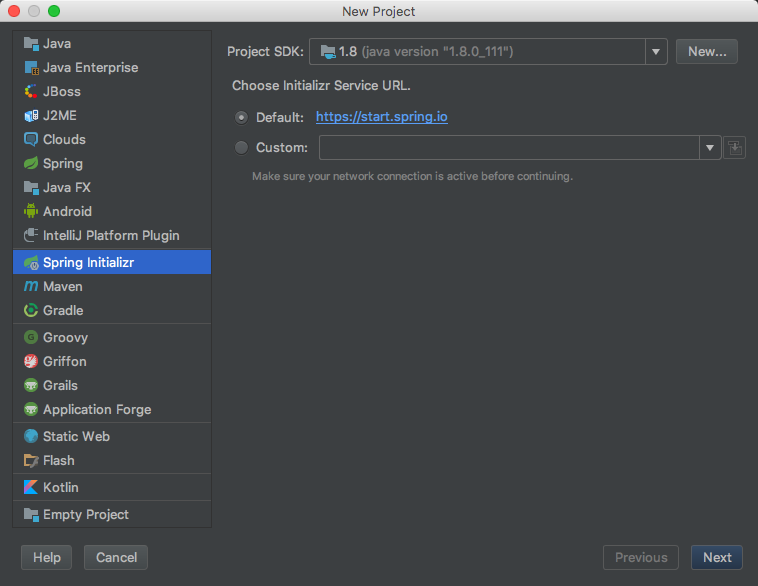 New Project
Java
Java Enterprise
JBoss
J2ME
Clouds
Spring
Java FX
Android
IntelliJ Platform Plugin
Spring Initializr
Maven
Gradle
Groovy
Griffon
Grails
Application Forge
Static Web
Flash
Kotlin
Empty Project
Project SDK: 1.8 (java version "1.8.0_111") New...
Choose Initializr Service URL.
Default: https://start.spring.io
Custom:
Make sure your network connection is active before continuing.
Help Cancel Previous Next